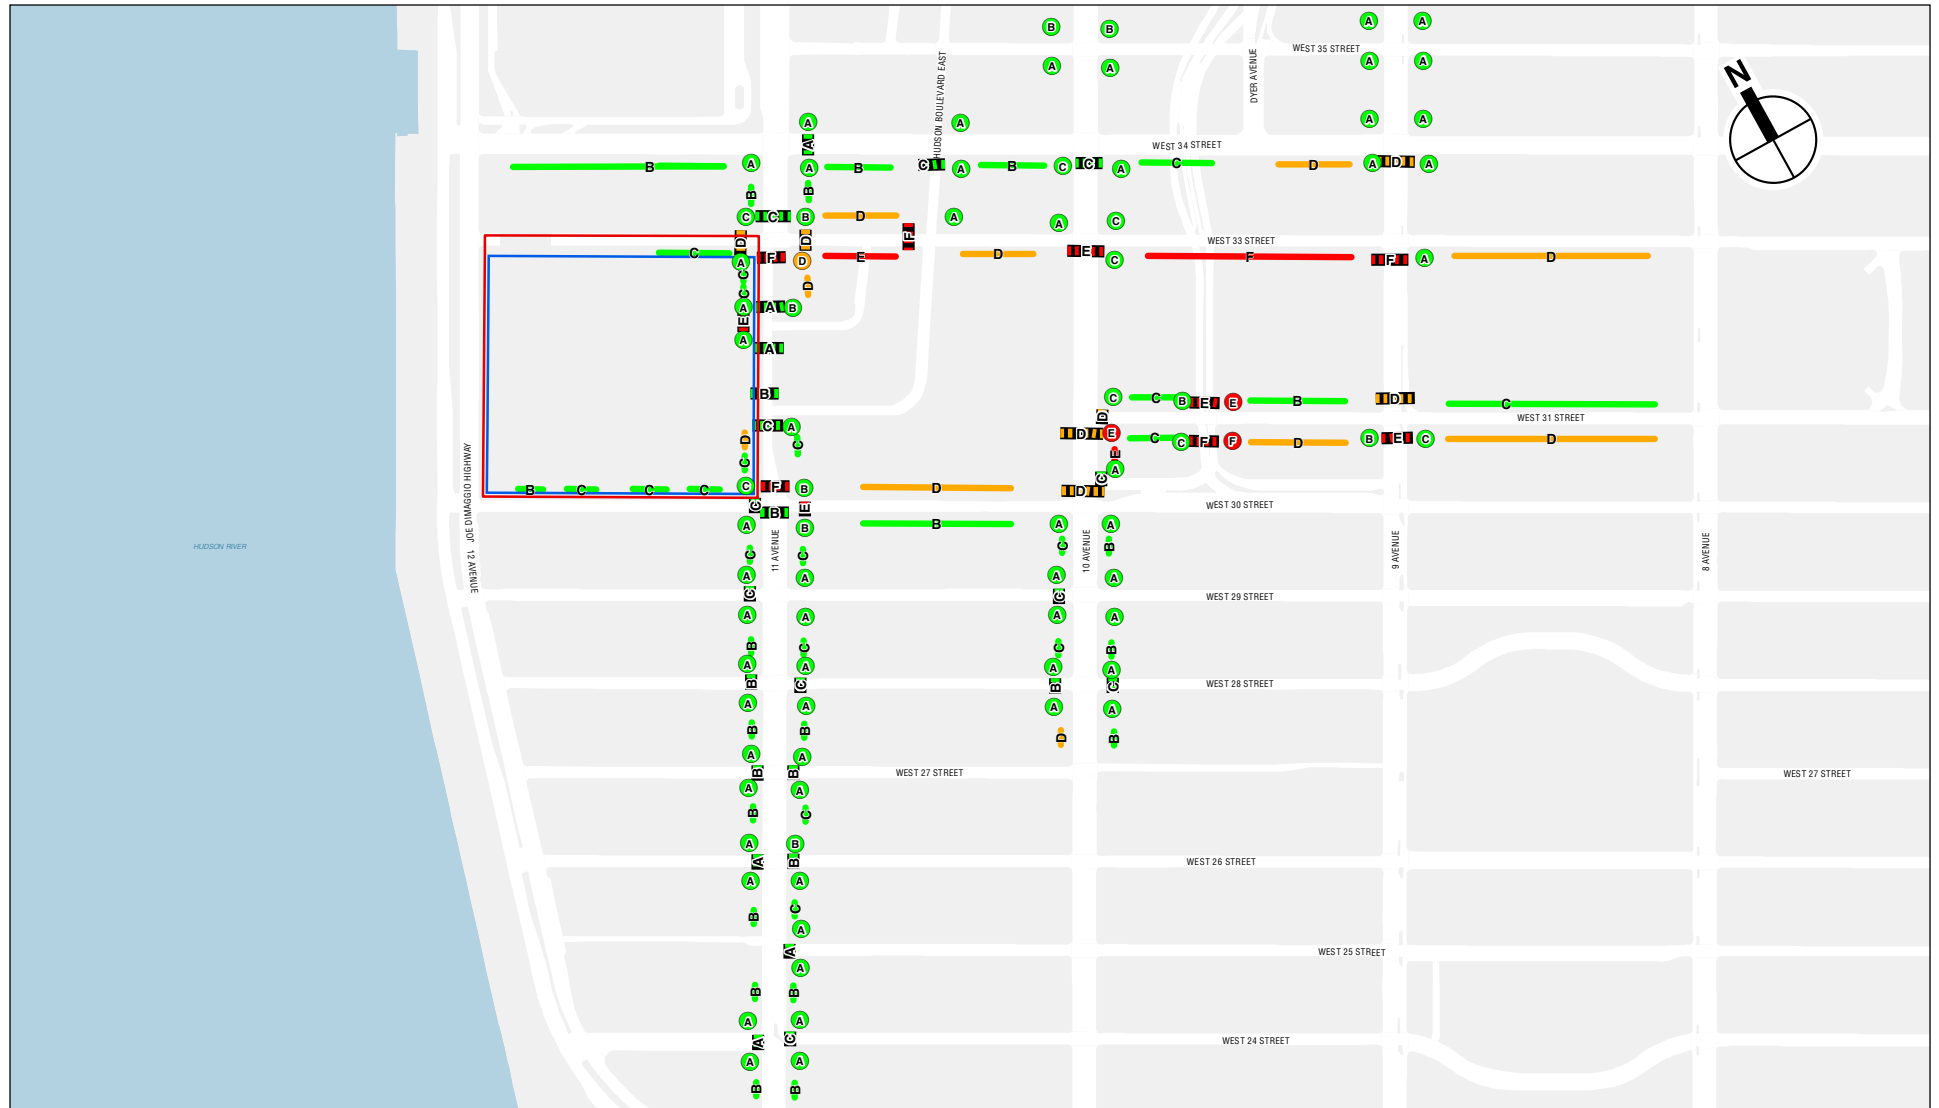 B
B
A
A
WEST 35 STREET
A
A
A
A
N
DYER AVENUE
HUDSON BOULEVARD EAST
A
A
A
A
A
WEST 34 STREET
B
A
A
B
C
A
B
C
C
A
C
D
A
D
A
B
B
C
C
B
D
A
A
C
D
D
F
WEST 33 STREET
C
A
F
D
E
D
E
C
F
F
A
D
C
D
C
A
A
B
E
A
A
B
C
C
B
E
E
B
D
C
D
WEST 31 STREET
C
A
D
E
C
C
F
F
D
B
E
C
D
D
C
C
E
A
C
B
C
C
C
C
F
B
D
D
C
B
E
WEST 30 STREET
A
B
B
A
A
JOE DIMAGGIO HIGHWAY
12 AVENUE
HUDSON RIVER
11 AVENUE
10 AVENUE
9 AVENUE
8 AVENUE
C
C
C
B
A
A
A
A
C
C
WEST 29 STREET
A
A
A
A
B
C
C
B
A
A
A
A
B
C
B
C
WEST 28 STREET
A
A
A
A
B
B
D
B
A
A
B
B
WEST 27 STREET
WEST 27 STREET
A
A
B
C
A
B
A
B
WEST 26 STREET
A
A
B
C
A
A
WEST 25 STREET
A
B
B
A
A
A
C
WEST 24 STREET
A
A
B
B